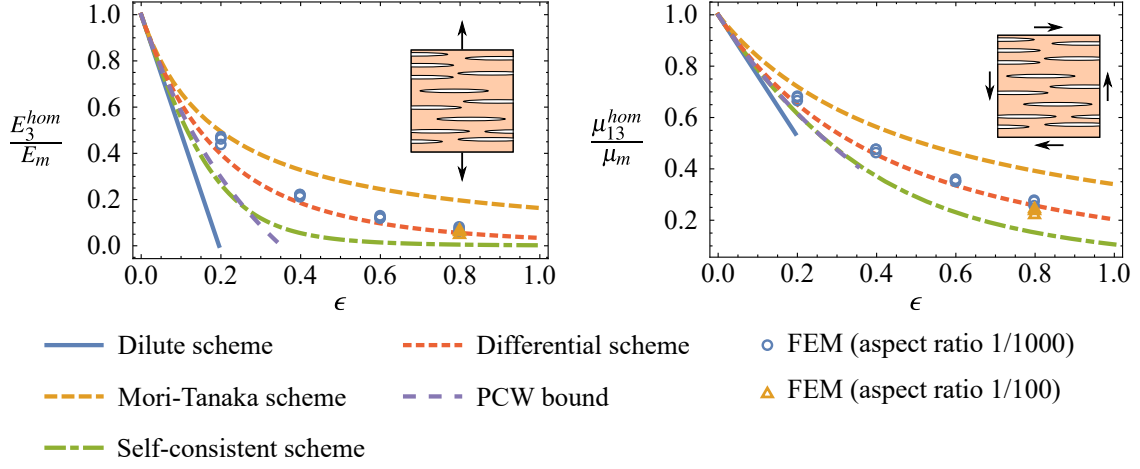 E_3^{hom}
E_m
1.0
0.8
0.6
0.4
0.2
0.0
0.0 0.2 0.4 0.6 0.8 1.0
ϵ
μ_{13}^{hom}
μ_m
1.0
0.8
0.6
0.4
0.2
0.0 0.2 0.4 0.6 0.8 1.0
ϵ
Dilute scheme
Mori-Tanaka scheme
Self-consistent scheme
Differential scheme
PCW bound
FEM (aspect ratio 1/1000)
FEM (aspect ratio 1/100)